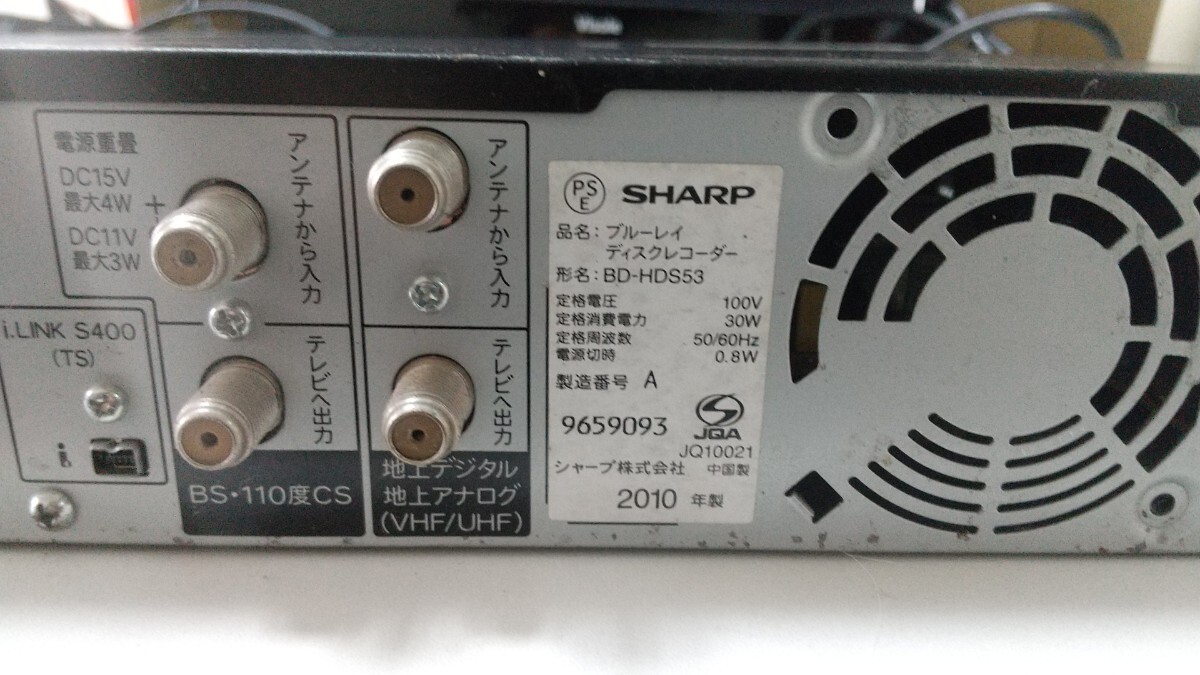 電源重畳
DC15V
最大4W
+
DC11V
最大3W
アンテナから入力
アンテナから入力
i.LINK S400
(TS)
テレビへ出力
テレビへ出力
BS・110度CS
地上デジタル
地上アナログ
(VHF/UHF)
PS
E
SHARP
品名: ブルーレイ
ディスクレコーダー
形名: BD-HDS53
定格電圧 100V
定格消費電力 30W
定格周波数 50/60Hz
電源切時 0.8W
製造番号 A
9659093
JQA
JQ10021
シャープ株式会社 中国製
2010 年製